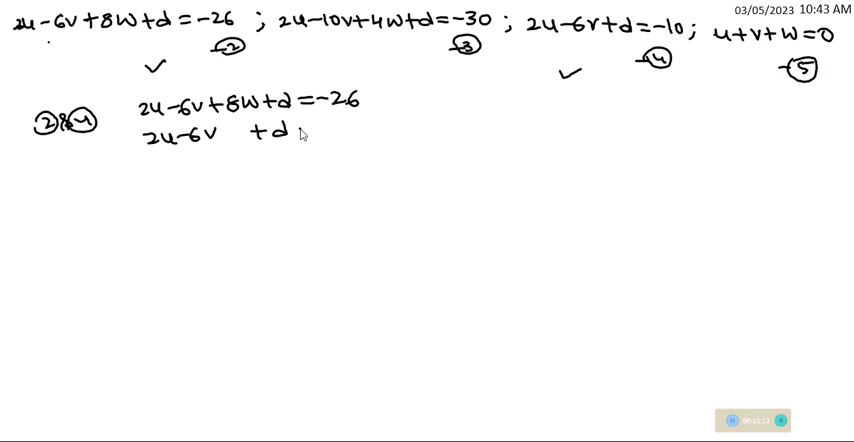 03/05/2023 10:43 AM
2u-6v+8w+d=-26 ; 2u-10v+4w+d=-30 ; 2u-6v+d=-10; u+v+w=0
-② -③ -④ -⑤
✓ ✓
②&④ 2u-6v+8w+d=-26
2u-6v +d
00:13:12